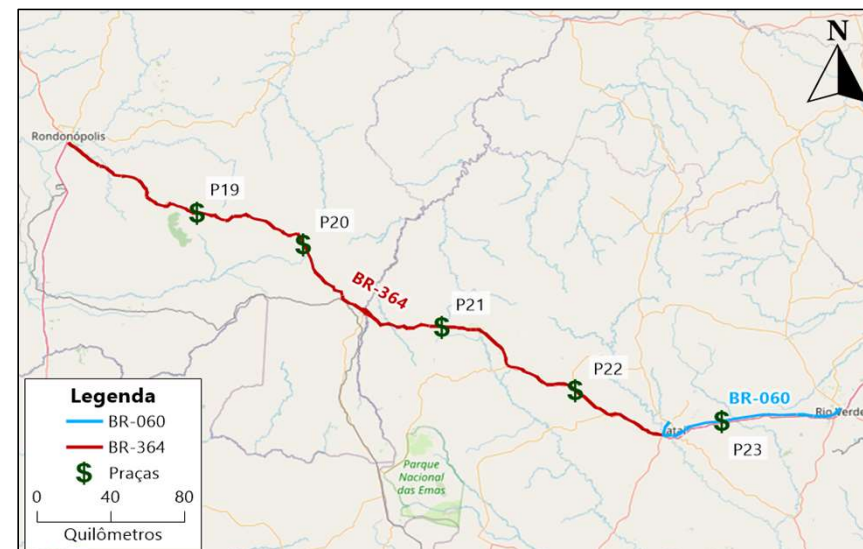 N
Rondonópolis
P19
P20
BR-364
P21
P22
BR-060
Rio Verde
Jataí
P23
Parque
Nacional
das Emas
Legenda
BR-060
BR-364
$ Praças
0 40 80
Quilômetros